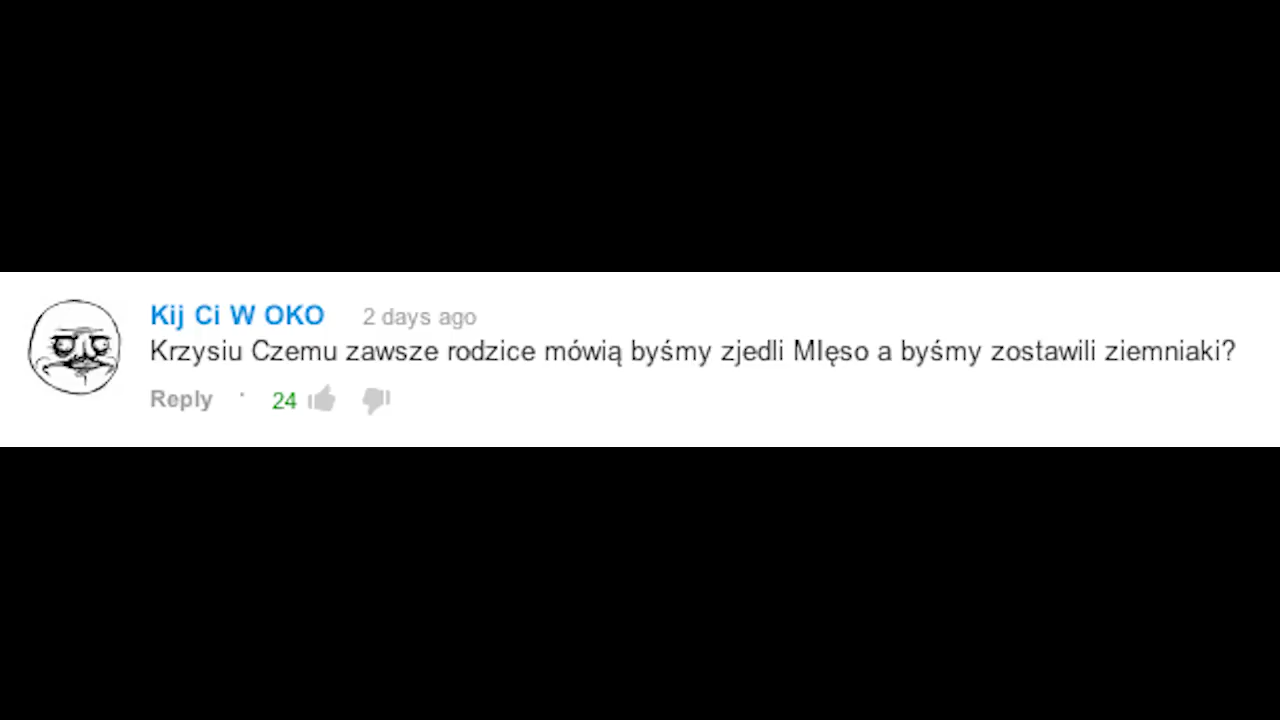 Kij Ci W OKO 2 days ago
Krzysiu Czemu zawsze rodzice mówią byśmy zjedli MIęso a byśmy zostawili ziemniaki?
Reply · 24